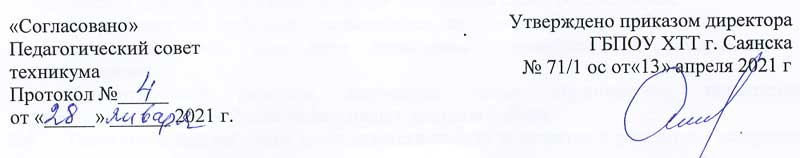 «Согласовано»
Педагогический совет
техникума
Протокол № 4
от «28» января 2021 г.
Утверждено приказом директора
ГБПОУ ХТТ г. Саянска
№ 71/1 ос от«13» апреля 2021 г